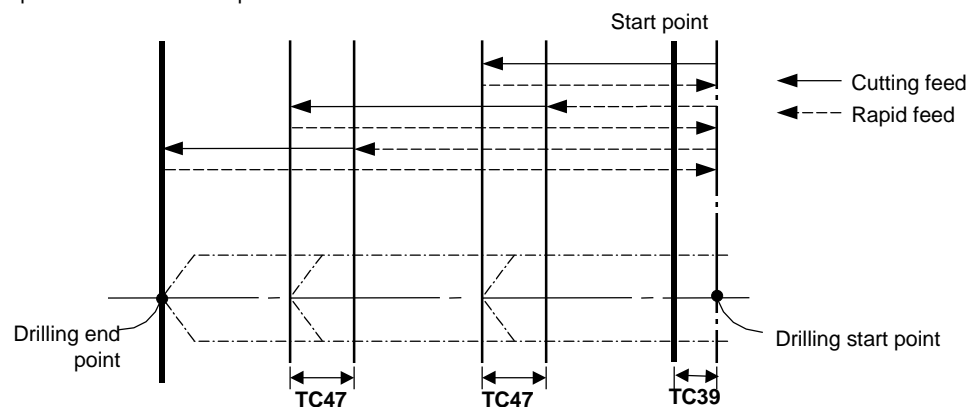 Start point
Cutting feed
Rapid feed
Drilling end
point
Drilling start point
TC47
TC47
TC39